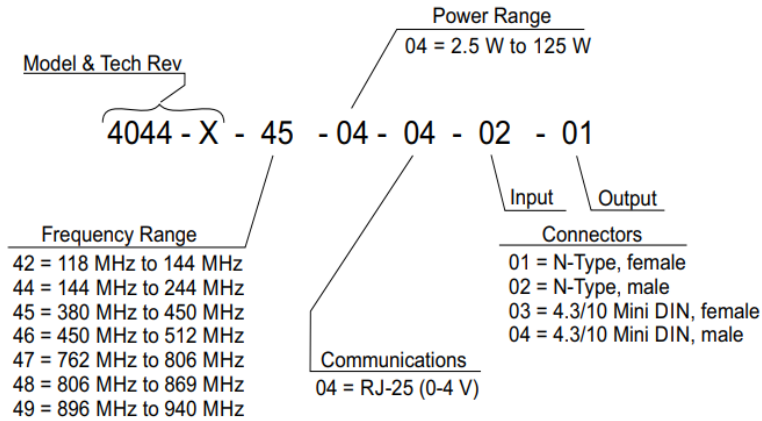 Power Range
04 = 2.5 W to 125 W
Model & Tech Rev
4044 - X - 45 - 04 - 04 - 02 - 01
Input
Output
Frequency Range
42 = 118 MHz to 144 MHz
44 = 144 MHz to 244 MHz
45 = 380 MHz to 450 MHz
46 = 450 MHz to 512 MHz
47 = 762 MHz to 806 MHz
48 = 806 MHz to 869 MHz
49 = 896 MHz to 940 MHz
Communications
04 = RJ-25 (0-4 V)
Connectors
01 = N-Type, female
02 = N-Type, male
03 = 4.3/10 Mini DIN, female
04 = 4.3/10 Mini DIN, male